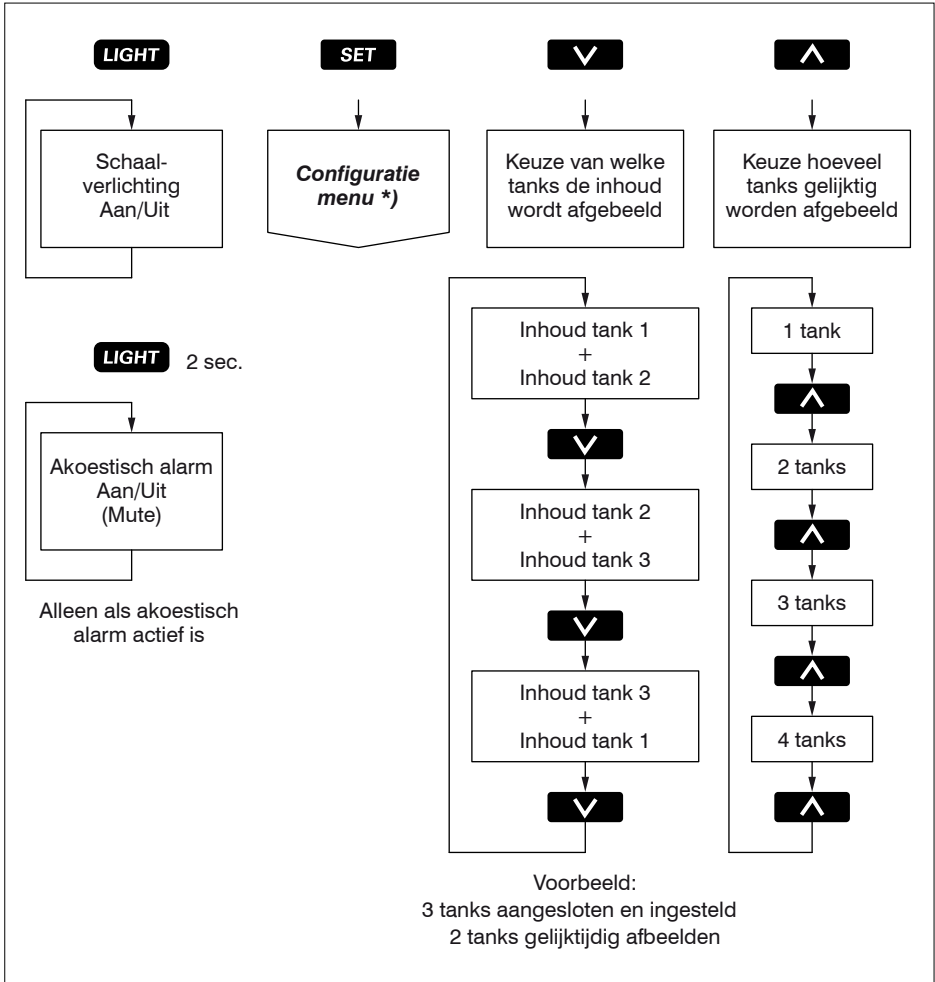 LIGHT
Schaal-
verlichting
Aan/Uit
SET
Configuratie
menu *)
Keuze van welke
tanks de inhoud
wordt afgebeeld
Keuze hoeveel
tanks gelijktig
worden afgebeeld
LIGHT 2 sec.
Akoestisch alarm
Aan/Uit
(Mute)
Alleen als akoestisch
alarm actief is
Inhoud tank 1
+
Inhoud tank 2
Inhoud tank 2
+
Inhoud tank 3
Inhoud tank 3
+
Inhoud tank 1
1 tank
2 tanks
3 tanks
4 tanks
Voorbeeld:
3 tanks aangesloten en ingesteld
2 tanks gelijktijdig afbeelden